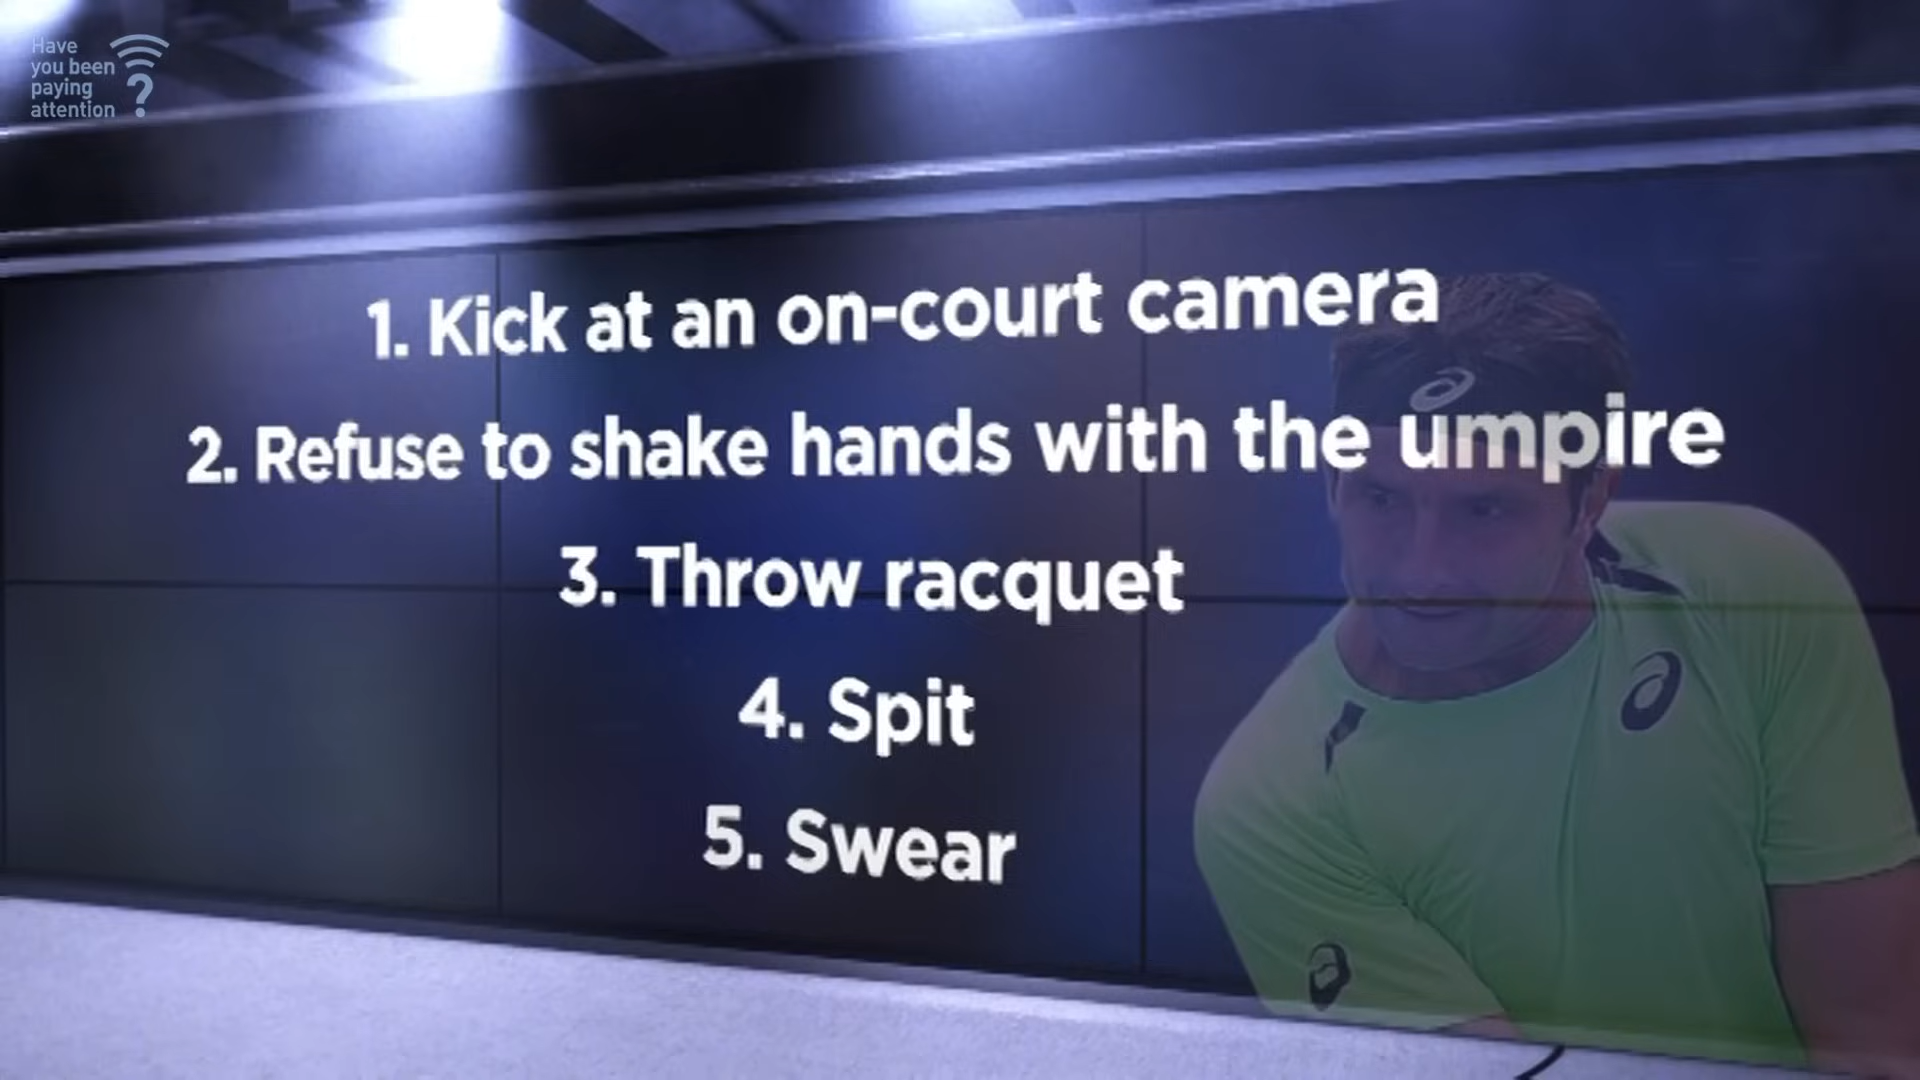 Have
you been
paying
attention
?
1. Kick at an on-court camera
2. Refuse to shake hands with the umpire
3. Throw racquet
4. Spit
5. Swear